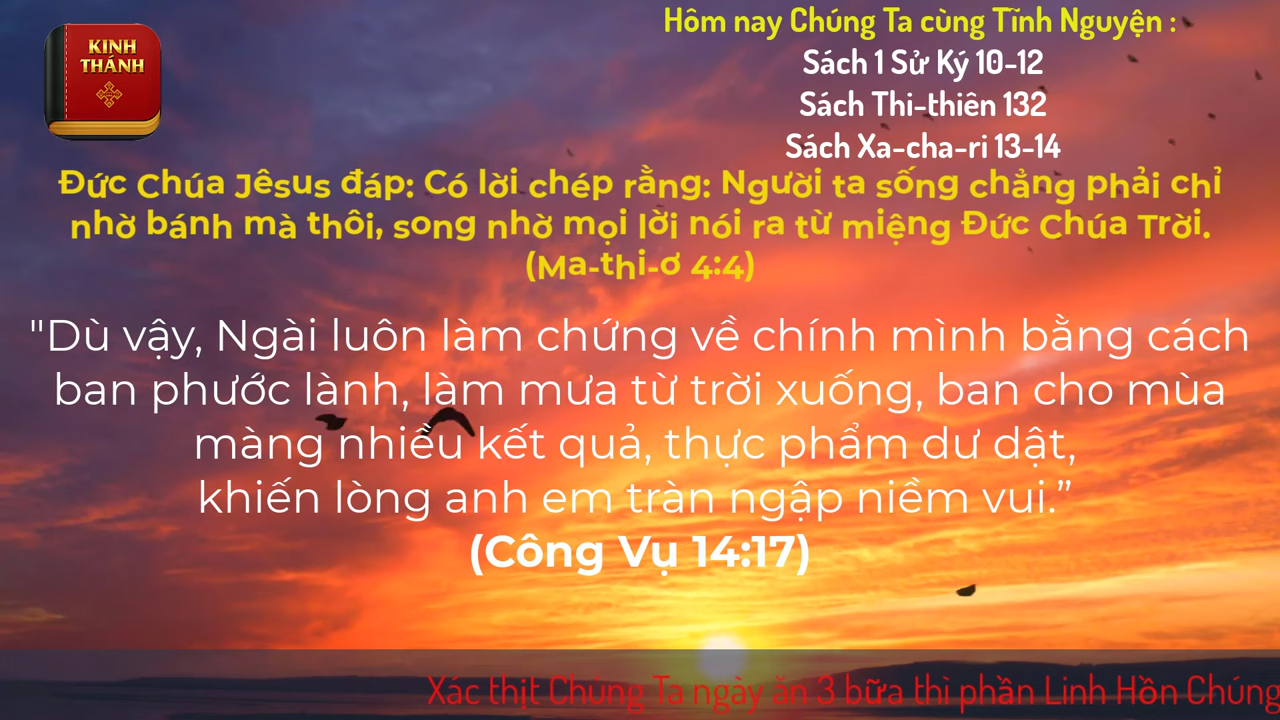 KINH
THÁNH
Hôm nay Chúng Ta cùng Tĩnh Nguyện :
Sách 1 Sử Ký 10-12
Sách Thi-thiên 132
Sách Xa-cha-ri 13-14
Đức Chúa Jêsus đáp: Có lời chép rằng: Người ta sống chẳng phải chỉ
nhờ bánh mà thôi, song nhờ mọi lời nói ra từ miệng Đức Chúa Trời.
(Ma-thi-ơ 4:4)
"Dù vậy, Ngài luôn làm chứng về chính mình bằng cách
ban phước lành, làm mưa từ trời xuống, ban cho mùa
màng nhiều kết quả, thực phẩm dư dật,
khiến lòng anh em tràn ngập niềm vui.”
(Công Vụ 14:17)
Xác thịt Chúng Ta ngày ăn 3 bữa thì phần Linh Hồn Chúng